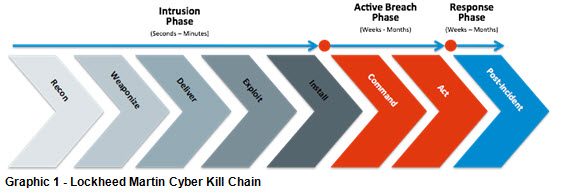 Intrusion
Phase
(Seconds – Minutes)
Active Breach
Phase
(Weeks - Months)
Response
Phase
(Weeks – Months)
Recon
Weaponize
Deliver
Exploit
Install
Command
Act
Post-Incident
Graphic 1 - Lockheed Martin Cyber Kill Chain